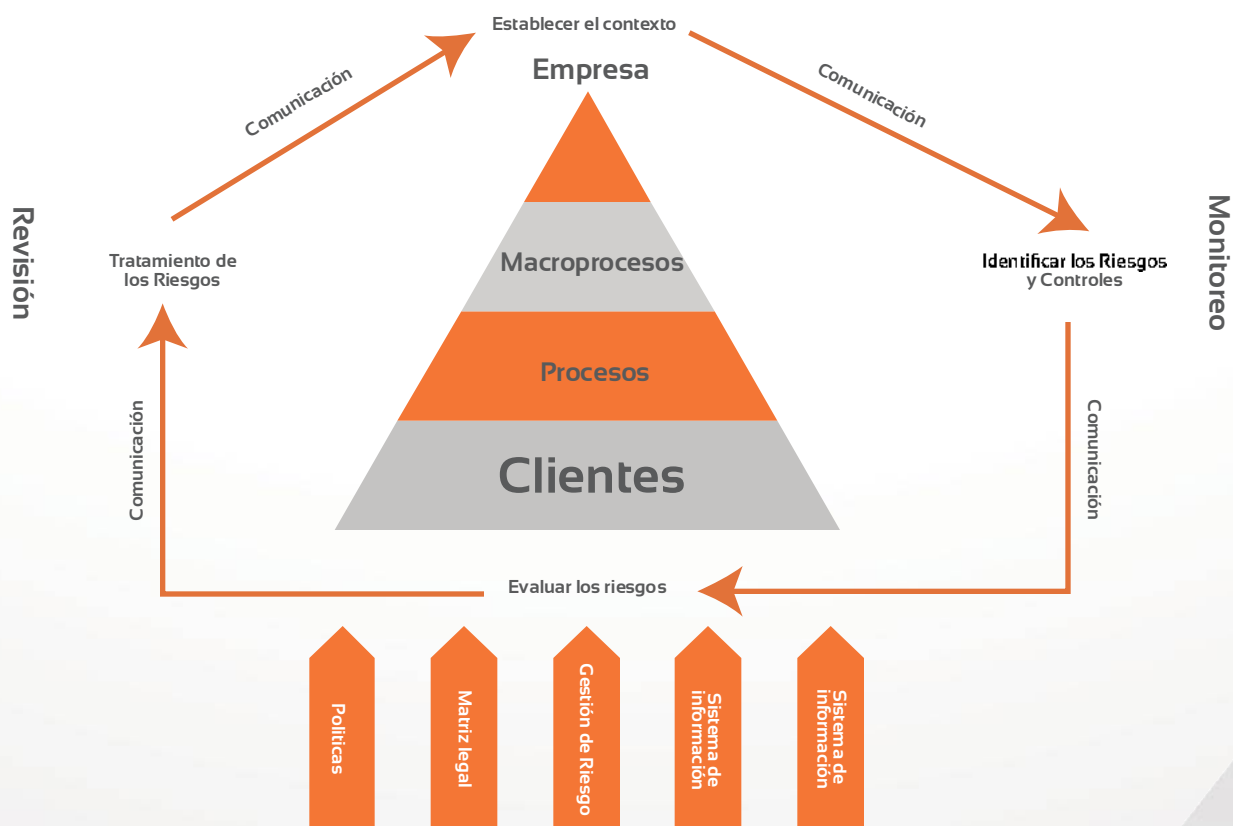 Establecer el contexto
Empresa
Comunicación
Comunicación
Revisión
Monitoreo
Tratamiento de
los Riesgos
Macroprocesos
Identificar los Riesgos
y Controles
Procesos
Comunicación
Comunicación
Clientes
Evaluar los riesgos
Politicas
Matriz legal
Gestión de Riesgo
Sistema de
información
Sistema de
información